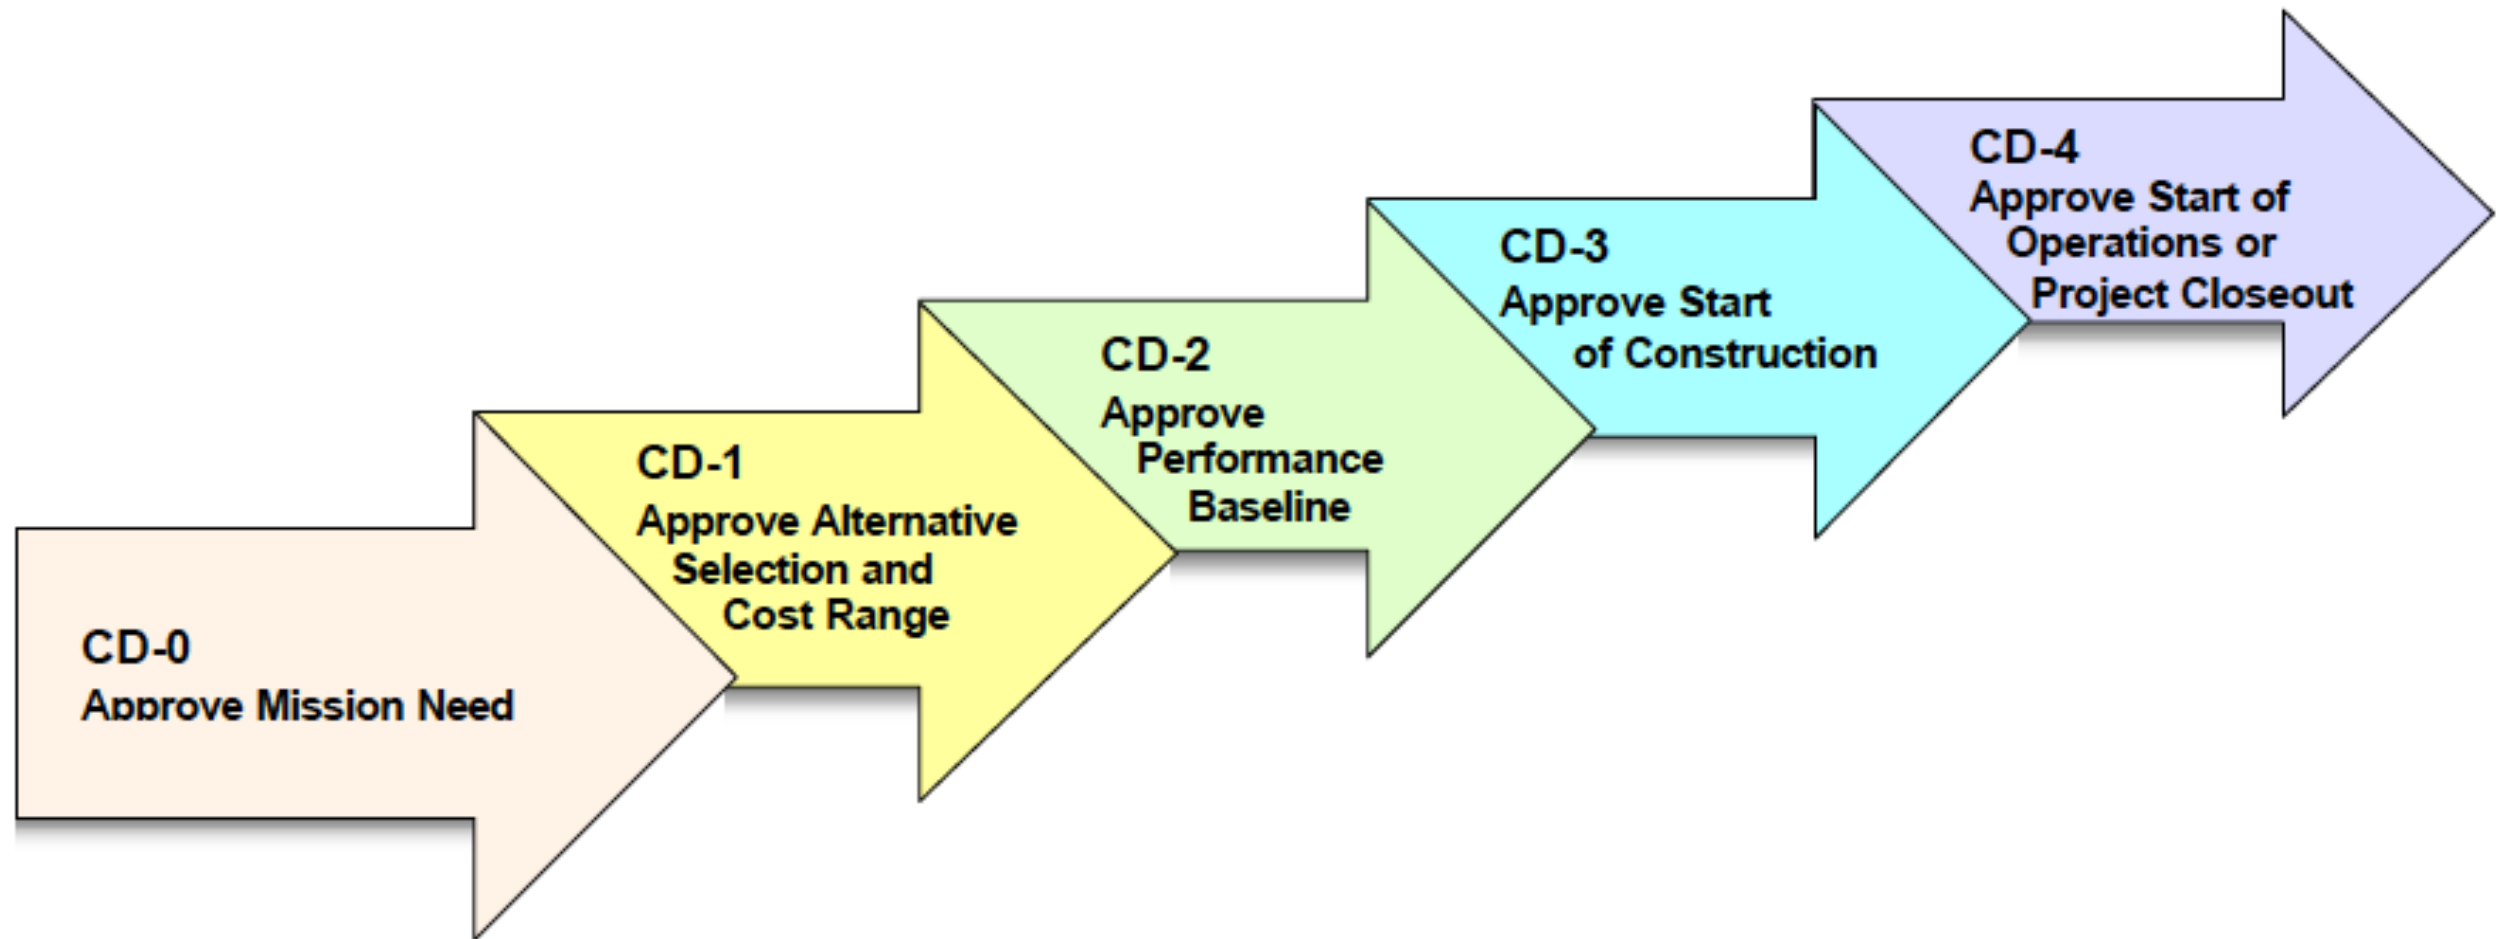 CD-0
Approve Mission Need
CD-1
Approve Alternative
Selection and
Cost Range
CD-2
Approve
Performance
Baseline
CD-3
Approve Start
of Construction
CD-4
Approve Start of
Operations or
Project Closeout